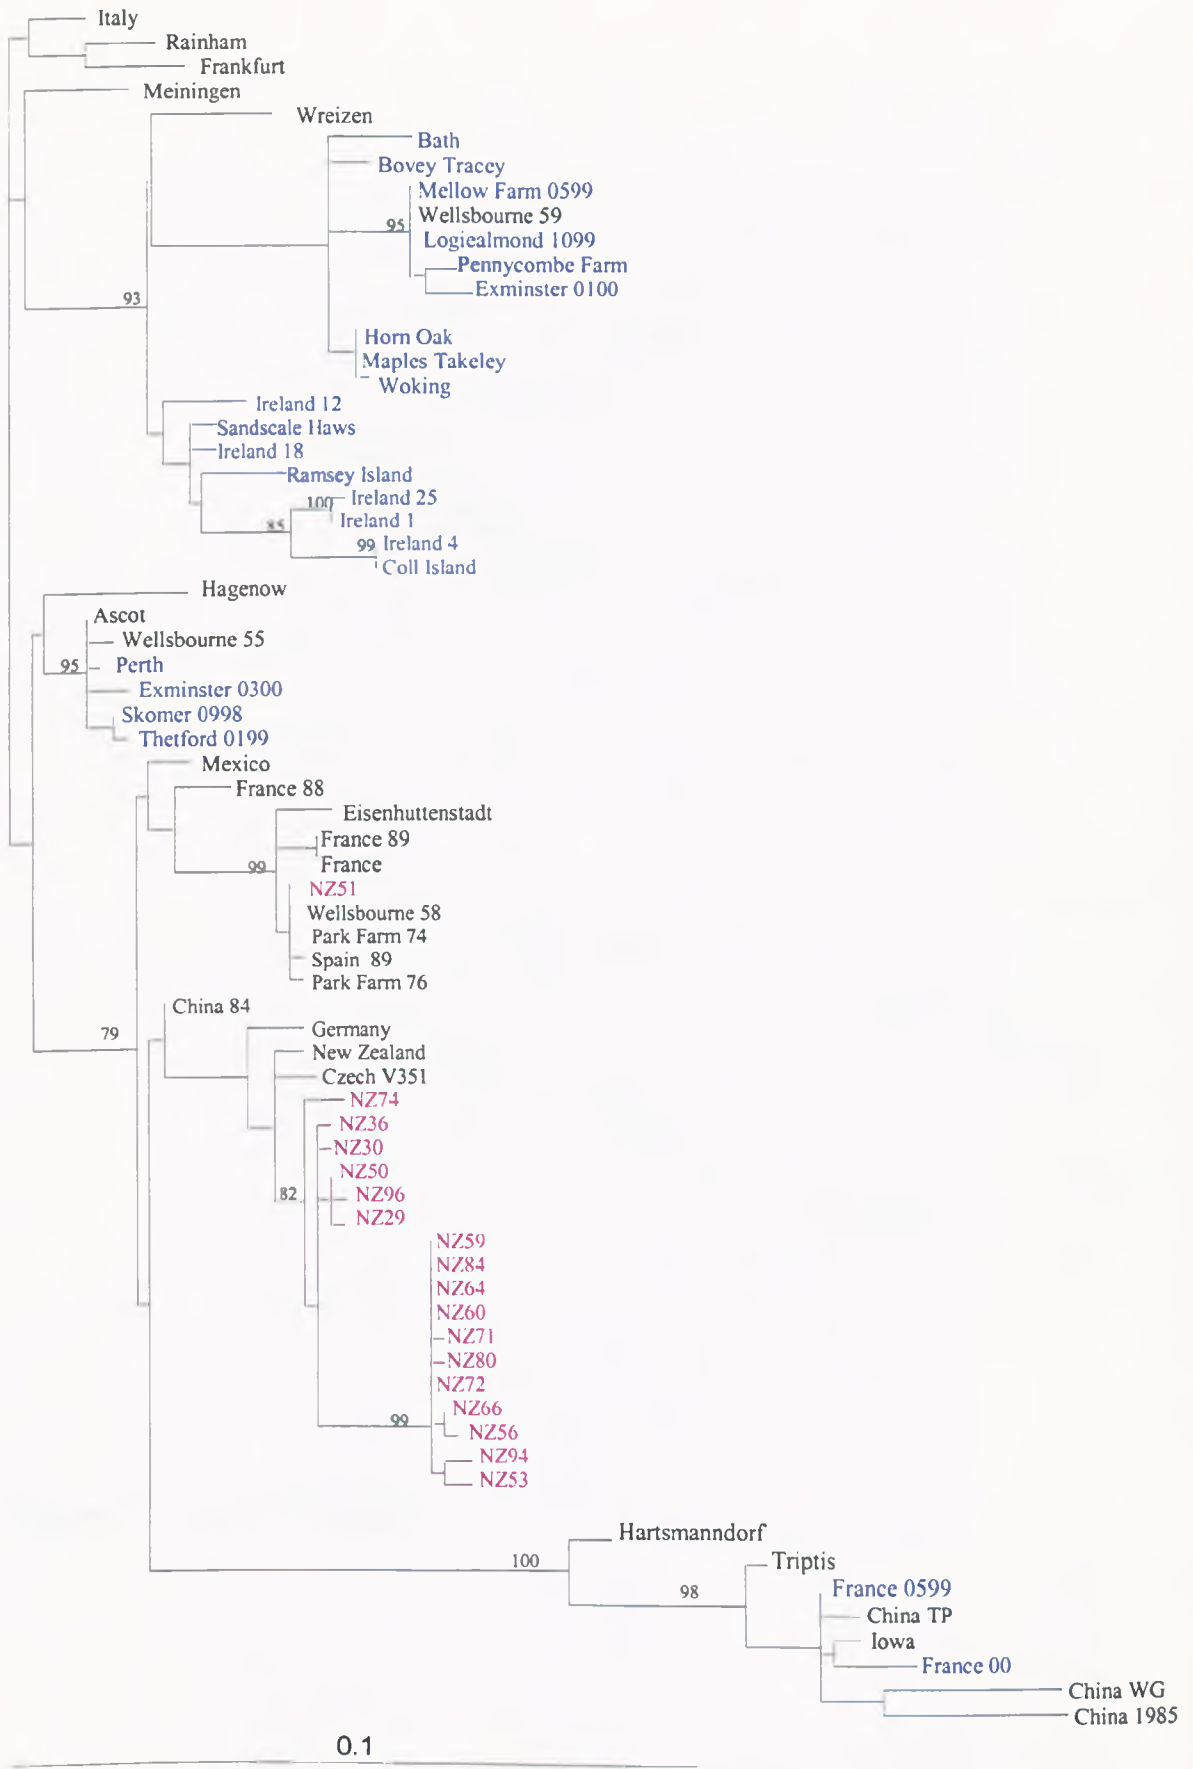 Italy
Rainham
Frankfurt
Meiningen
Wreizen
Bath
Bovey Tracey
Mellow Farm 0599
Wellsbourne 59
95
Logiealmond 1099
Pennycombe Farm
Exminster 0100
93
Horn Oak
Maples Takeley
Woking
Ireland 12
Sandscale Haws
Ireland 18
Ramsey Island
100 Ireland 25
85 Ireland 1
99 Ireland 4
Coll Island
Hagenow
Ascot
Wellsbourne 55
95 Perth
Exminster 0300
Skomer 0998
Thetford 0199
Mexico
France 88
Eisenhuttenstadt
France 89
99 France
NZ51
Wellsbourne 58
Park Farm 74
Spain 89
Park Farm 76
China 84
79 Germany
New Zealand
Czech V351
NZ74
NZ36
NZ30
NZ50
82 NZ96
NZ29
NZ59
NZ84
NZ64
NZ60
NZ71
NZ80
NZ72
NZ66
99 NZ56
NZ94
NZ53
Hartsmanndorf
100 Triptis
98 France 0599
China TP
Iowa
France 00
China WG
China 1985
0.1